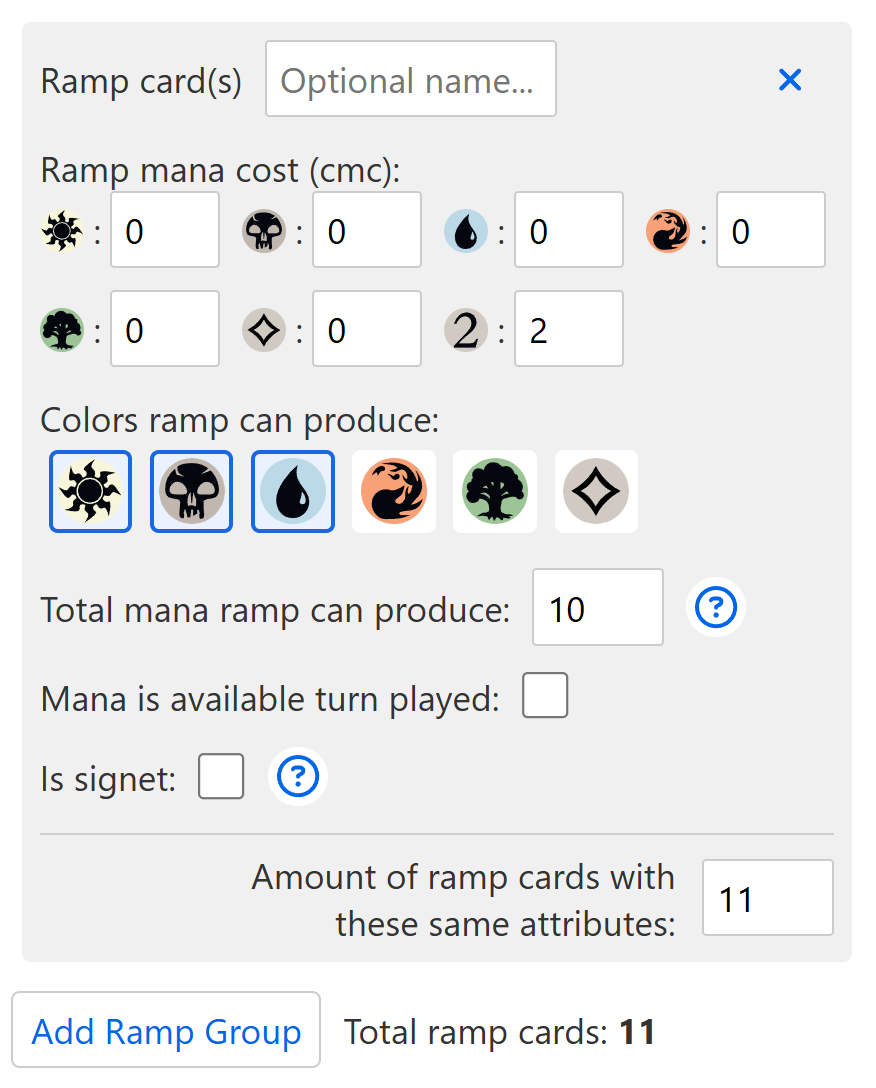 Ramp card(s) Optional name...
Ramp mana cost (cmc):
: 0 : 0 : 0 : 0
: 0 : 0 2 : 2
Colors ramp can produce:
Total mana ramp can produce: 10 ?
Mana is available turn played:
Is signet: ?
Amount of ramp cards with
these same attributes: 11
Add Ramp Group Total ramp cards: 11